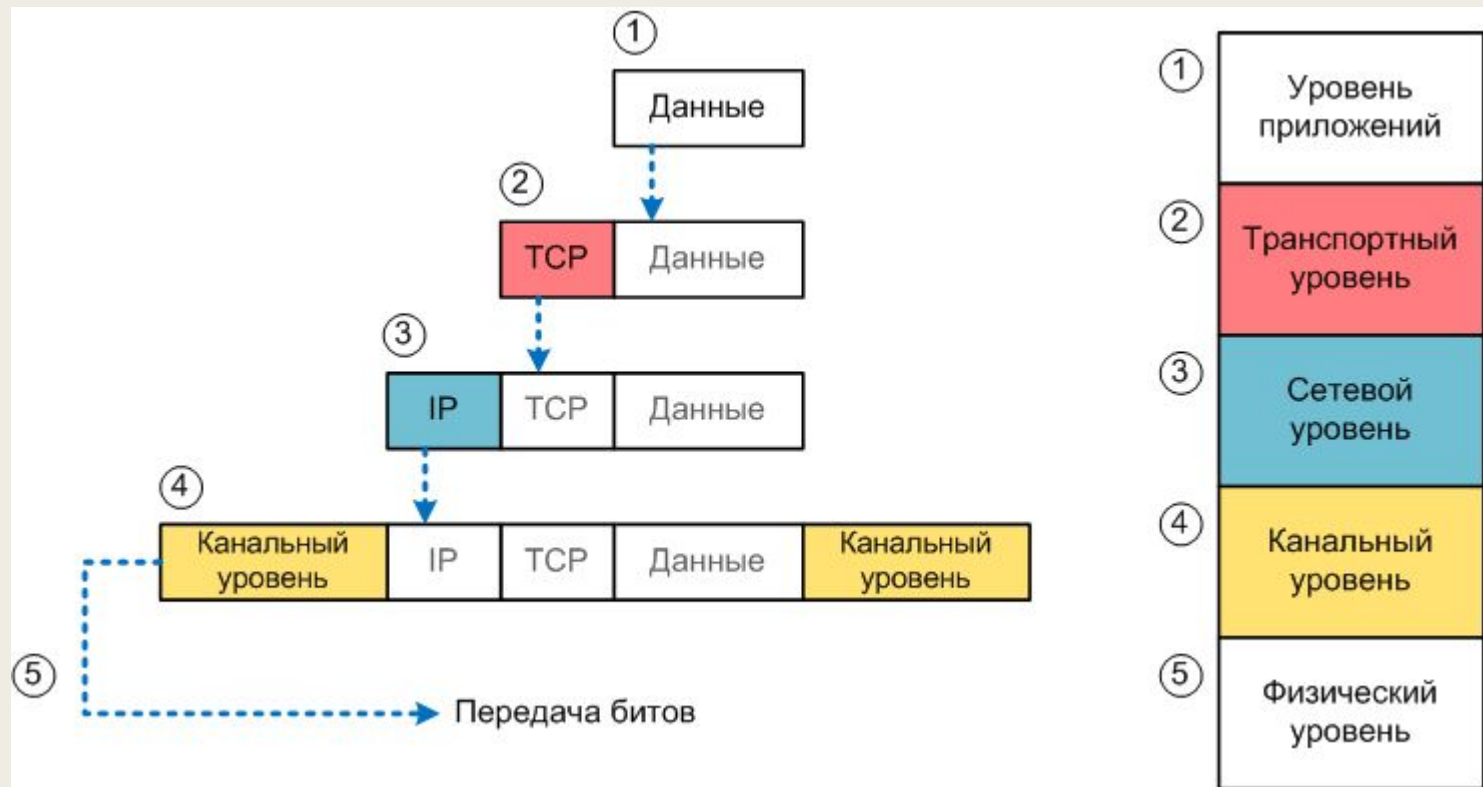 1
Данные
2
TCP Данные
3
IP TCP Данные
4
Канальный
уровень
IP TCP Данные
Канальный
уровень
5
Передача битов
1
Уровень
приложений
2
Транспортный
уровень
3
Сетевой
уровень
4
Канальный
уровень
5
Физический
уровень